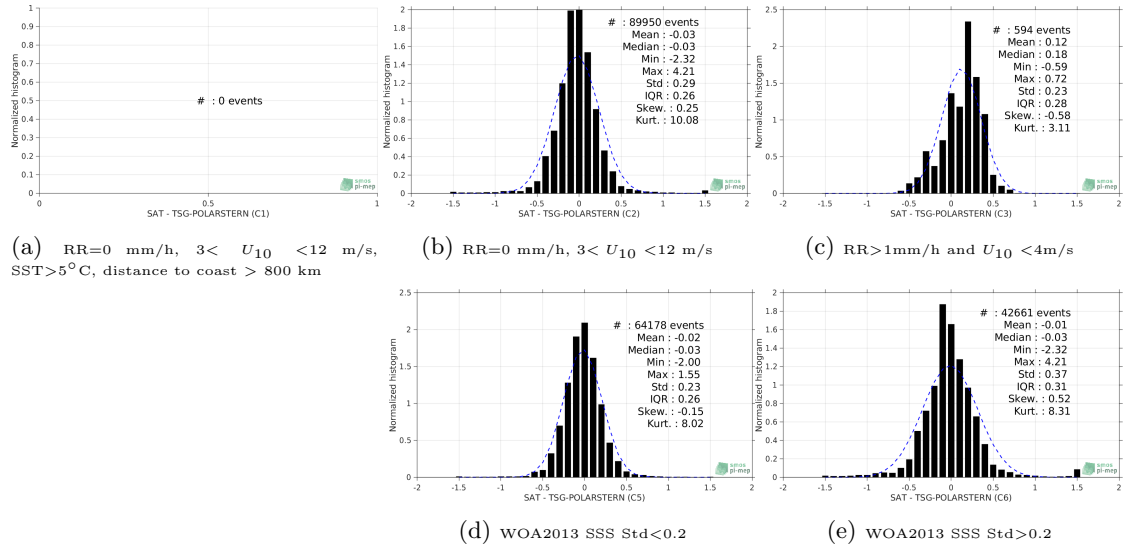 Normalized histogram
1
0.9
0.8
0.7
0.6
0.5
0.4
0.3
0.2
0.1
0
# : 0 events
0
0.5
1
SAT - TSG-POLARSTERN (C1)
smos
pi-mep
(a) RR=0 mm/h, 3< U10 <12 m/s,
SST>5°C, distance to coast > 800 km
Normalized histogram
2
1.8
1.6
1.4
1.2
1
0.8
0.6
0.4
0.2
0
# : 89950 events
Mean : -0.03
Median : -0.03
Min : -2.32
Max : 4.21
Std : 0.29
IQR : 0.26
Skew. : 0.25
Kurt. : 10.08
-2 -1.5 -1 -0.5 0 0.5 1 1.5 2
SAT - TSG-POLARSTERN (C2)
smos
pi-mep
(b) RR=0 mm/h, 3< U10 <12 m/s
Normalized histogram
2.5
2
1.5
1
0.5
0
# : 594 events
Mean : 0.12
Median : 0.18
Min : -0.59
Max : 0.72
Std : 0.23
IQR : 0.28
Skew. : -0.58
Kurt. : 3.11
-2 -1.5 -1 -0.5 0 0.5 1 1.5 2
SAT - TSG-POLARSTERN (C3)
smos
pi-mep
(c) RR>1mm/h and U10 <4m/s
Normalized histogram
2.5
2
1.5
1
0.5
0
# : 64178 events
Mean : -0.02
Median : -0.03
Min : -2.00
Max : 1.55
Std : 0.23
IQR : 0.26
Skew. : -0.15
Kurt. : 8.02
-2 -1.5 -1 -0.5 0 0.5 1 1.5 2
SAT - TSG-POLARSTERN (C5)
smos
pi-mep
(d) WOA2013 SSS Std<0.2
Normalized histogram
2
1.8
1.6
1.4
1.2
1
0.8
0.6
0.4
0.2
0
# : 42661 events
Mean : -0.01
Median : -0.03
Min : -2.32
Max : 4.21
Std : 0.37
IQR : 0.31
Skew. : 0.52
Kurt. : 8.31
-2 -1.5 -1 -0.5 0 0.5 1 1.5 2
SAT - TSG-POLARSTERN (C6)
smos
pi-mep
(e) WOA2013 SSS Std>0.2